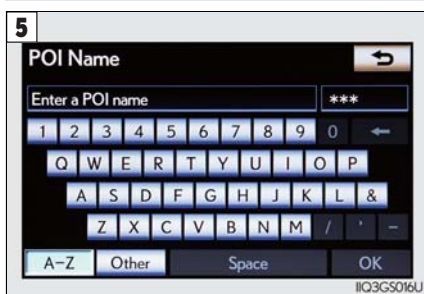 5
POI Name
Enter a POI name ***
1 2 3 4 5 6 7 8 9 0
Q W E R T Y U I O P
A S D F G H J K L &
Z X C V B N M / ' -
A-Z Other Space OK
IIQ3GS016U